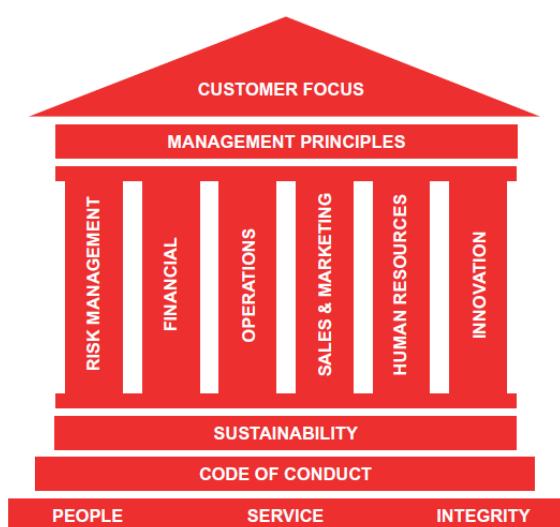 CUSTOMER FOCUS
MANAGEMENT PRINCIPLES
RISK MANAGEMENT
FINANCIAL
OPERATIONS
SALES & MARKETING
HUMAN RESOURCES
INNOVATION
SUSTAINABILITY
CODE OF CONDUCT
PEOPLE SERVICE INTEGRITY